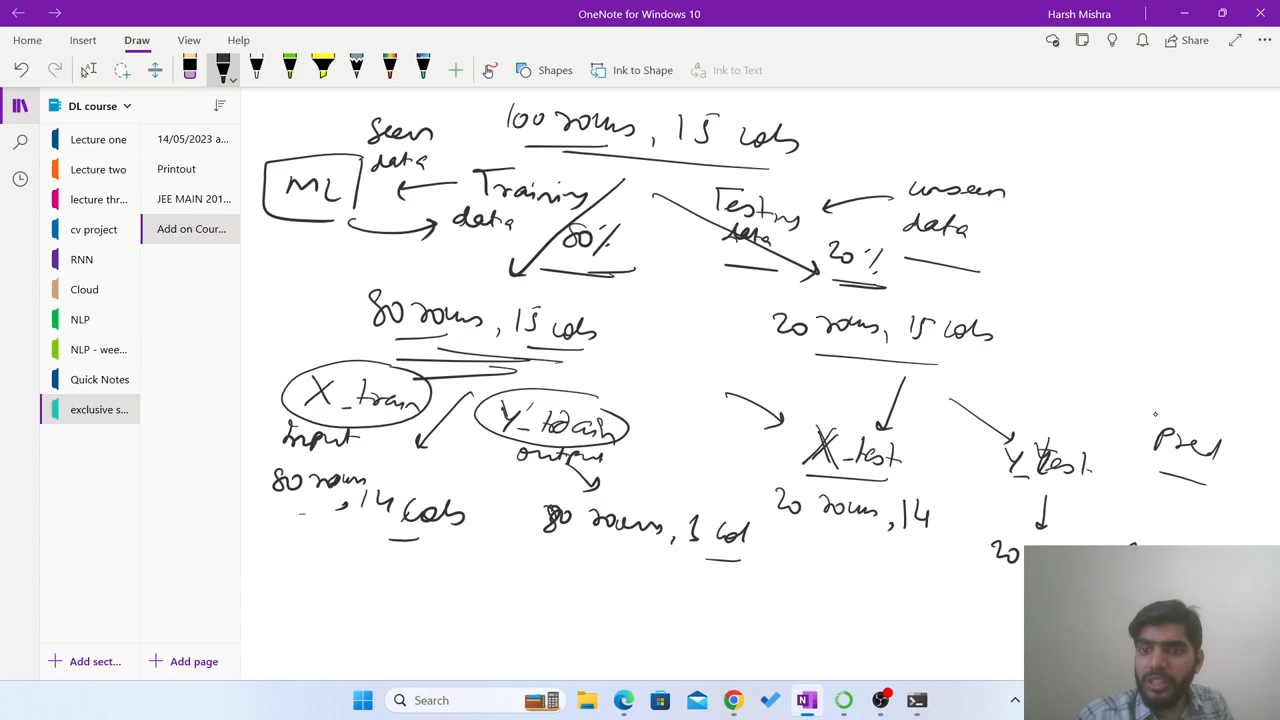 OneNote for Windows 10
Harsh Mishra
Home Insert Draw View Help
Share
Shapes
Ink to Shape
Ink to Text
DL course
Lecture one
Lecture two
lecture thr...
cv project
RNN
Cloud
NLP
NLP - wee...
Quick Notes
exclusive s...
Add sect...
14/05/2023 a...
Printout
JEE MAIN 201...
Add on Cour...
Add page
100 rows, 15 cols
Seen
data
ML
Training
data
80%
Testing
data
20%
unseen
data
80 rows, 15 cols
20 rows, 15 cols
X_train
Input
Y_train
output
80 rows, 14 cols
80 rows, 1 col
X_test
20 rows, 14
Y test
20
Pred
Search